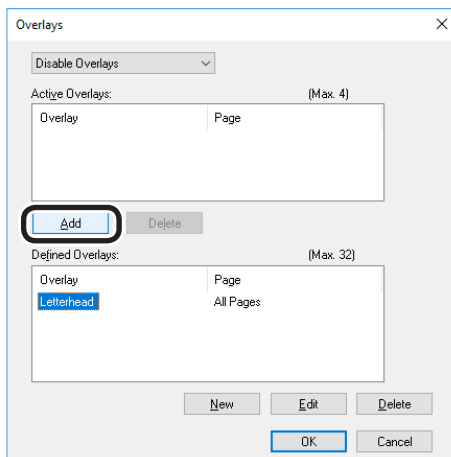 Overlays
Disable Overlays
Active Overlays: (Max. 4)
Overlay Page
Add Delete
Defined Overlays: (Max. 32)
Overlay Page
Letterhead All Pages
New Edit Delete
OK Cancel